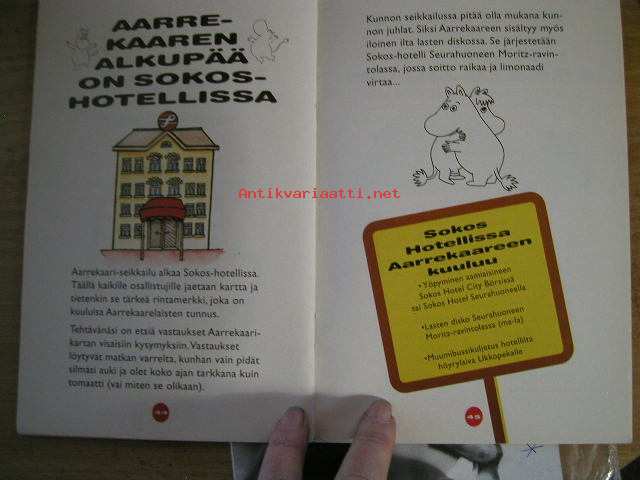 AARRE-
KAAREN
ALKUPÄÄ
ON SOKOS-
HOTELLISSA
Aarrekaari-seikkailu alkaa Sokos-hotellissa.
Täällä kaikille osallistujille jaetaan kartta ja
tietenkin se tärkeä rintamerkki, joka on
kuuluisa Aarrekaarelaisten tunnus.
Tehtävänäsi on etsiä vastaukset Aarrekaari-
kartan visaisiin kysymyksiin. Vastaukset
löytyvät matkan varrelta, kunhan vain pidät
silmäsi auki ja olet koko ajan tarkkana kuin
tomaatti (vai miten se olikaan).
44
Kunnon seikkailussa pitää olla mukana kun-
non juhlat. Siksi Aarrekaareen sisältyy myös
iloinen ilta lasten diskossa. Se järjestetään
Sokos-hotelli Seurahuoneen Moritz-ravin-
tolassa, jossa soitto raikaa ja limonaadi
virtaa...
Sokos
Hotellissa
Aarrekaareen
kuuluu
•Yöpyminen aamiaisineen
Sokos Hotel City Börsissä
tai Sokos Hotel Seurahuoneella
•Lasten disko Seurahuoneen
Moritz-ravintolassa (ma-la)
•Muumibussikuljetus hotellilta
höyrylaiva Ukkopekalle
45
Antikvariaatti.net